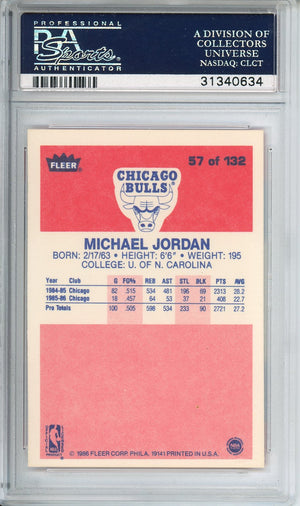 PROFESSIONAL
PSA
Sports
AUTHENTICATOR
A DIVISION OF
COLLECTORS
UNIVERSE
NASDAQ: CLCT
31340634
FLEER
57 of 132
CHICAGO
BULLS
MICHAEL JORDAN
BORN: 2/17/63 • HEIGHT: 6'6" • WEIGHT: 195
COLLEGE: U. OF N. CAROLINA
Year Club G FG% REB AST STL BLK PTS AVG
1984-85 Chicago 82 .515 534 481 196 69 2313 28.2
1985-86 Chicago 18 .457 64 53 37 21 408 22.7
Pro Totals 100 .505 598 534 233 90 2721 27.2
NBA
© 1986 FLEER CORP. PHILA. 19141 PRINTED IN U.S.A.